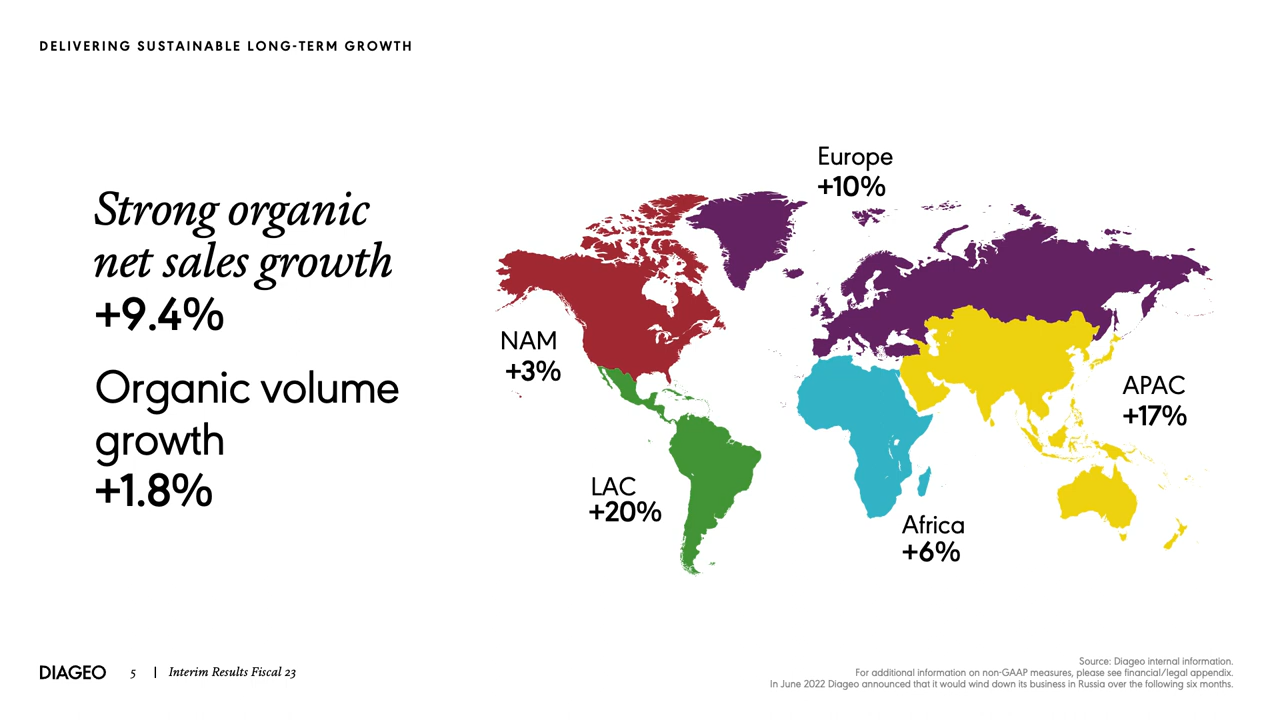 DELIVERING SUSTAINABLE LONG-TERM GROWTH
Strong organic
net sales growth
+9.4%
Organic volume
growth
+1.8%
Europe
+10%
NAM
+3%
APAC
+17%
LAC
+20%
Africa
+6%
DIAGEO 5 | Interim Results Fiscal 23
Source: Diageo internal information.
For additional information on non-GAAP measures, please see financial/legal appendix.
In June 2022 Diageo announced that it would wind down its business in Russia over the following six months.